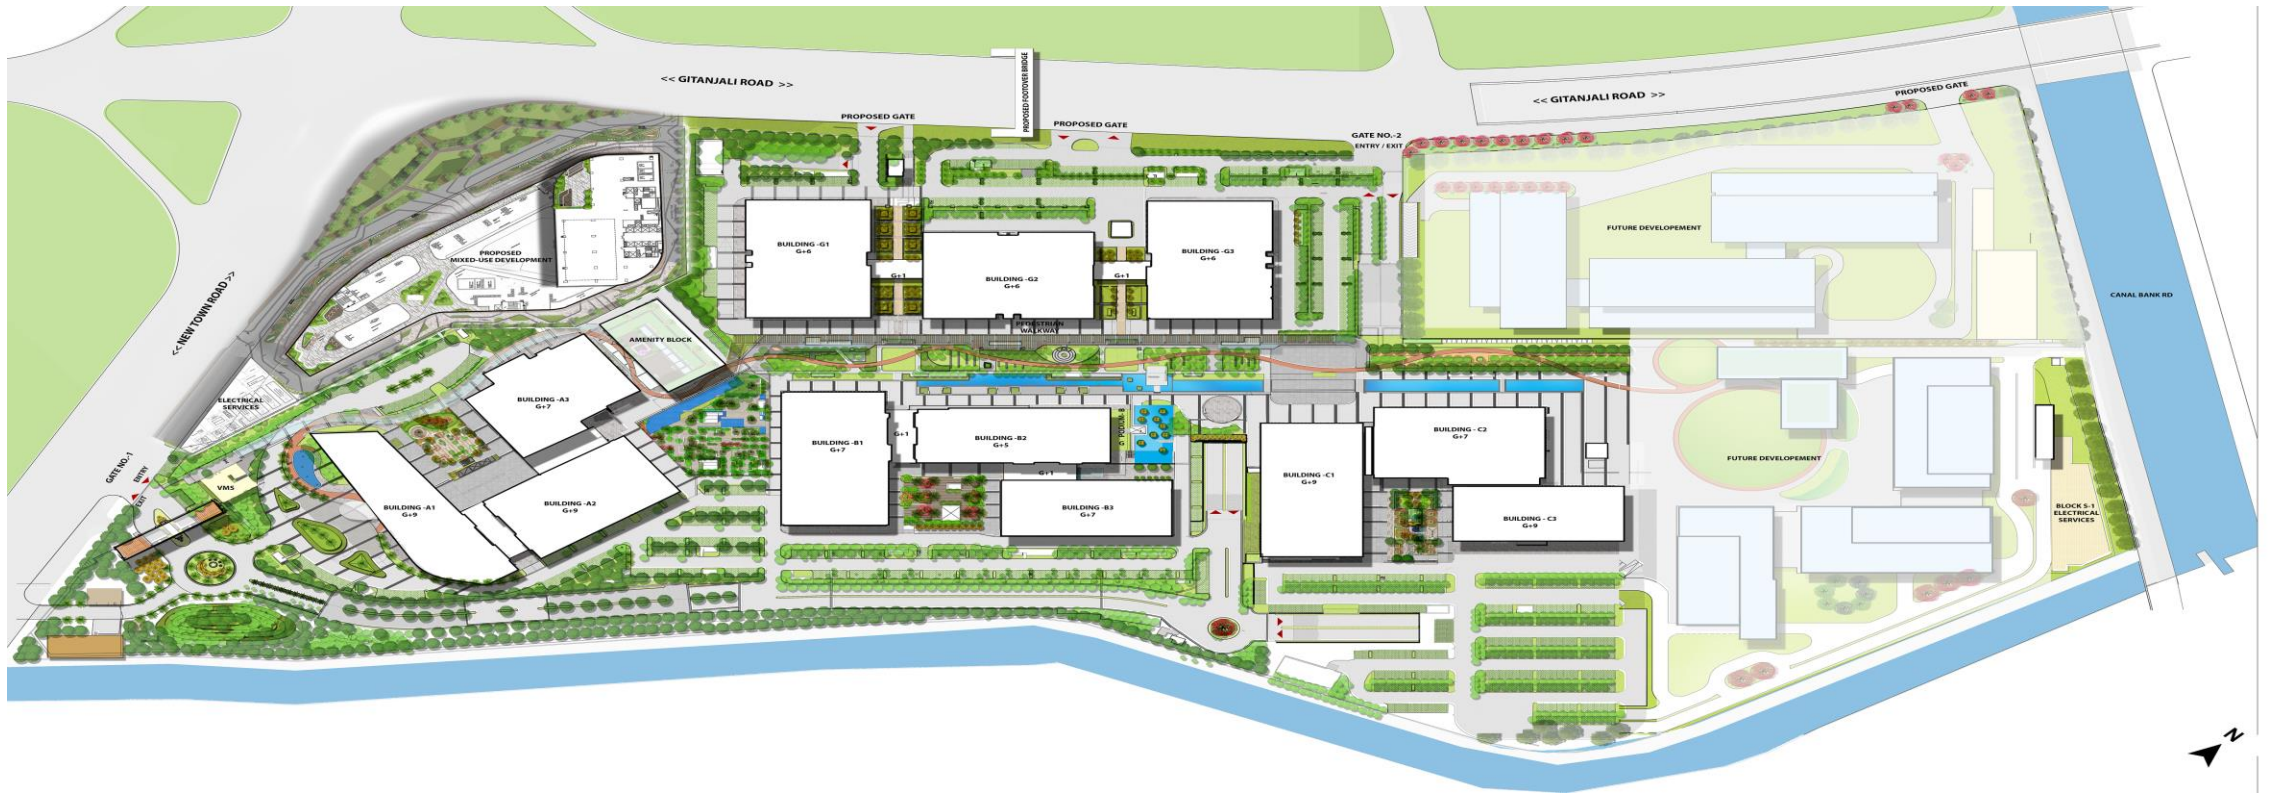 << GITANJALI ROAD >>
PROPOSED FOOTOVER BRIDGE
<< GITANJALI ROAD >>
PROPOSED GATE
PROPOSED GATE
PROPOSED GATE
GATE NO.-2
ENTRY / EXIT
<< NEW TOWN ROAD >>
PROPOSED
MIXED-USE DEVELOPMENT
BUILDING -G1
G+6
G+1
BUILDING -G2
G+6
G+1
BUILDING -G3
G+6
FUTURE DEVELOPEMENT
CANAL BANK RD
PEDESTRIAN
WALKWAY
AMENITY BLOCK
ELECTRICAL
SERVICES
BUILDING -A3
G+7
BUILDING -B1
G+7
G+1
BUILDING -B2
G+5
PODIUM- B
G+1
BUILDING - C2
G+7
BUILDING -C1
G+9
FUTURE DEVELOPEMENT
GATE NO.-1
ENTRY
EXIT
VMS
BUILDING -A1
G+9
BUILDING -A2
G+9
BUILDING -B3
G+7
BUILDING - C3
G+9
BLOCK S-1
ELECTRICAL
SERVICES
N